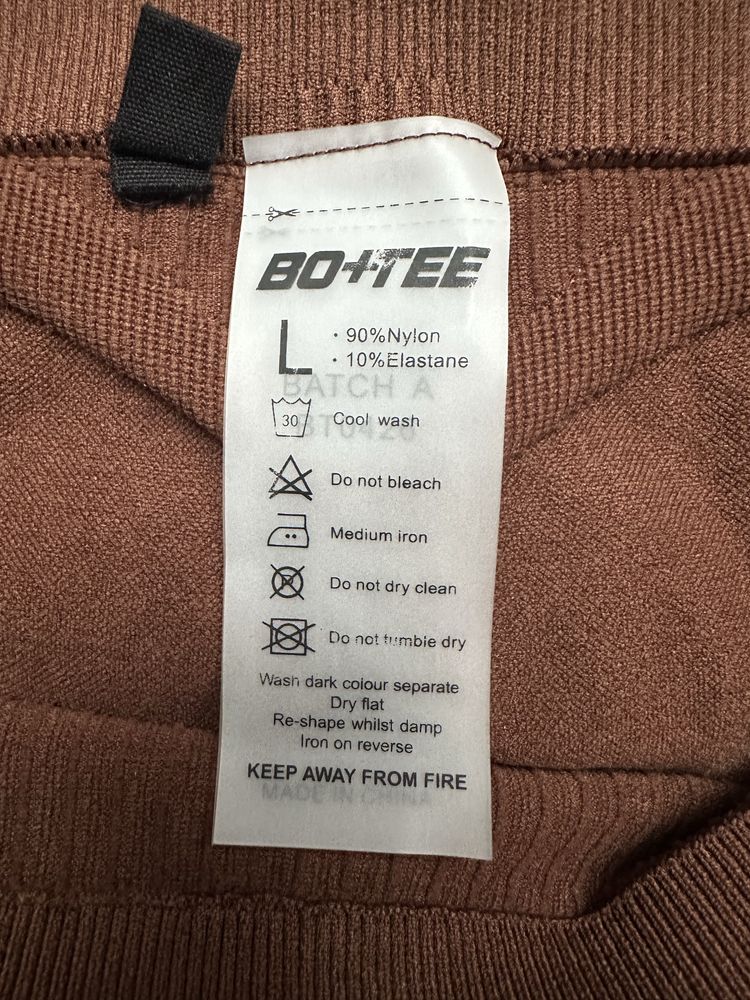 BO+TEE
L
· 90%Nylon
· 10%Elastane
BATCH A
30 Cool wash
Do not bleach
Medium iron
Do not dry clean
Do not tumble dry
Wash dark colour separate
Dry flat
Re-shape whilst damp
Iron on reverse
KEEP AWAY FROM FIRE
MADE IN CHINA